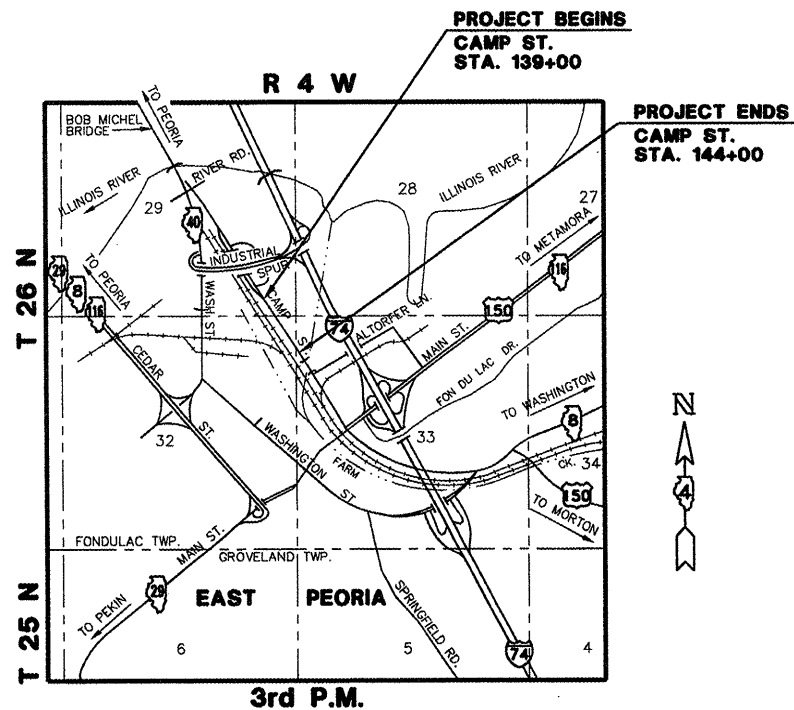 PROJECT BEGINS
CAMP ST.
STA. 139+00
R 4 W
PROJECT ENDS
CAMP ST.
STA. 144+00
BOB MICHEL
BRIDGE
TO PEORIA
RIVER RD.
ILLINOIS RIVER
28
ILLINOIS RIVER
27
29
40
TO METAMORA
INDUSTRIAL
SPUR
116
T 26 N
29
8
116
TO PEORIA
WASH ST.
CAMP
ST.
74
ALTORFER LN.
150
MAIN ST.
FON DU LAC DR.
CEDAR
ST.
TO WASHINGTON
N
8
32
WASHINGTON
ST.
33
FARM
CK.
34
150
4
TO MORTON
FONDULAC TWP.
MAIN ST.
GROVELAND TWP.
T 25 N
29
EAST PEORIA
TO PEKIN
SPRINGFIELD RD.
6
5
74
4
3rd P.M.